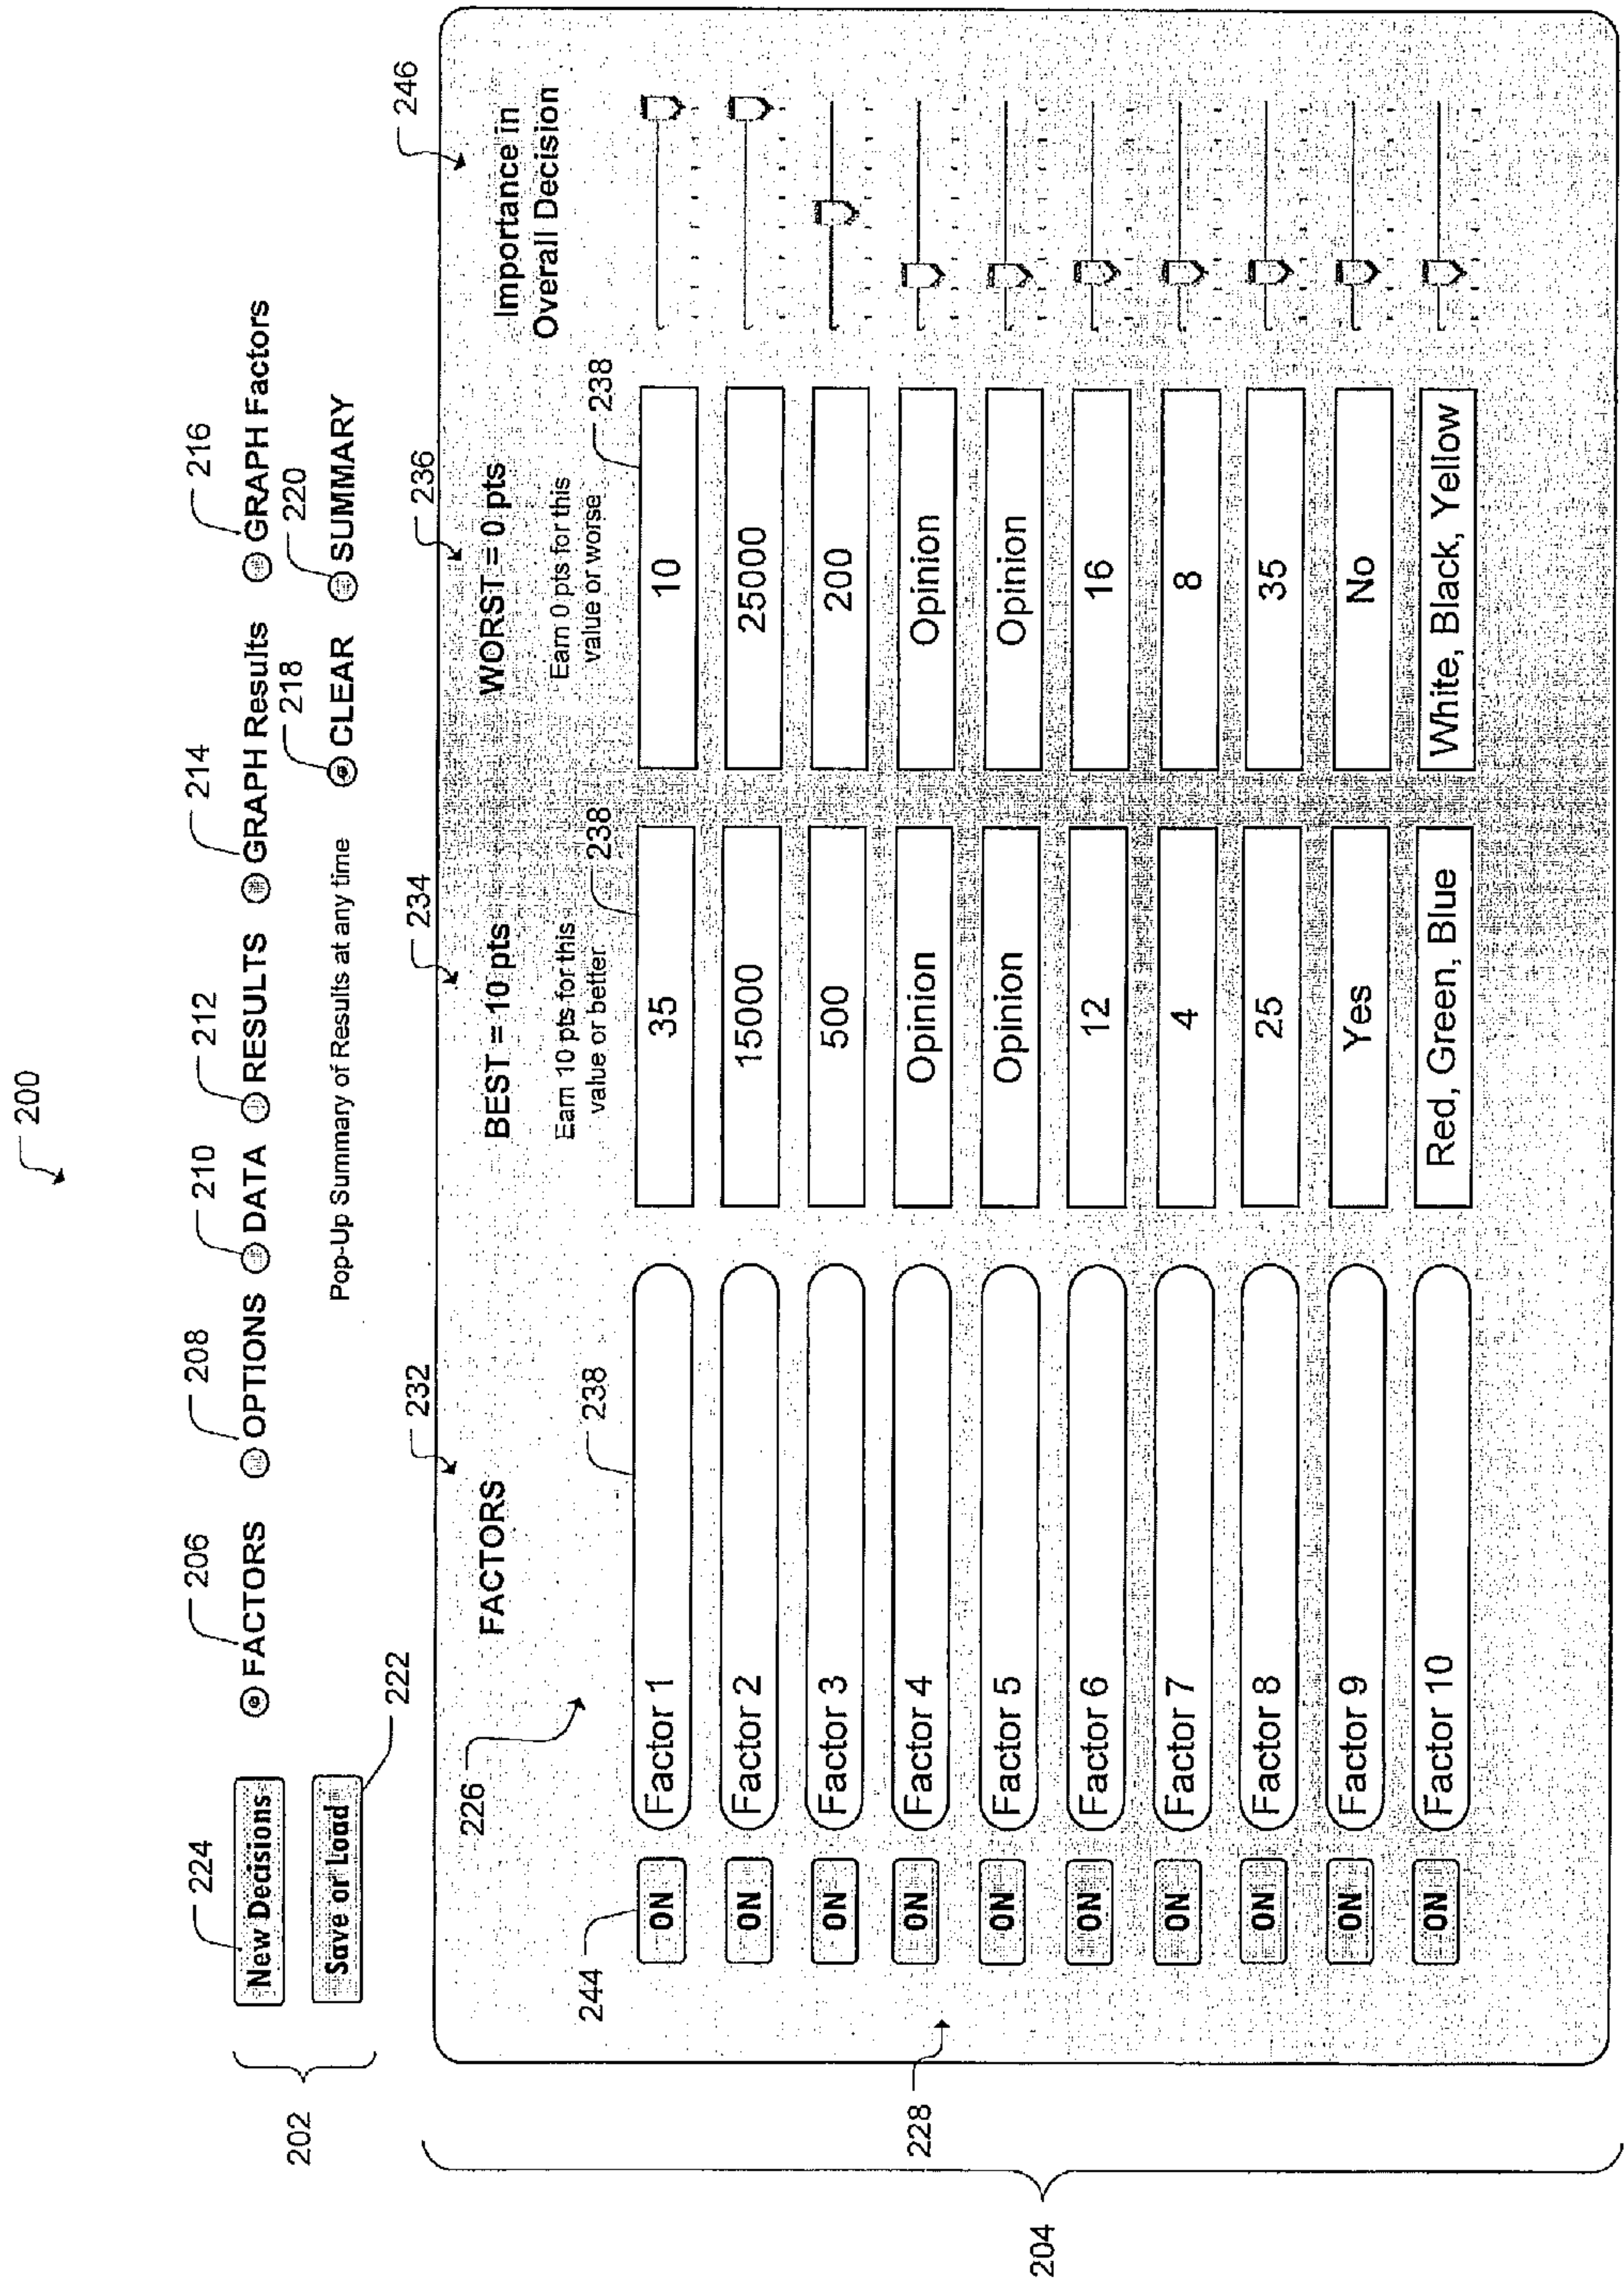 200
224 206 208 210 212 214 216
New Decisions FACTORS OPTIONS DATA RESULTS GRAPH Results GRAPH Factors
202
218 220
Save or Load 222 Pop-Up Summary of Results at any time CLEAR SUMMARY
232 234 236 246
FACTORS BEST = 10 pts WORST = 0 pts Importance in
Overall Decision
226 Earn 10 pts for this Earn 0 pts for this
value or better value or worse
244 238 238 238
ON Factor 1 35 10
ON Factor 2 15000 25000
ON Factor 3 500 200
ON Factor 4 Opinion Opinion
228
ON Factor 5 Opinion Opinion
204
ON Factor 6 12 16
ON Factor 7 4 8
ON Factor 8 25 35
ON Factor 9 Yes No
ON Factor 10 Red, Green, Blue White, Black, Yellow